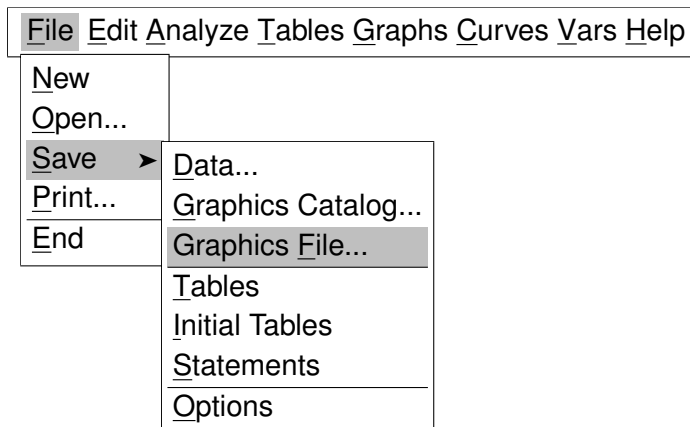 File Edit Analyze Tables Graphs Curves Vars Help
New
Open...
Save ➤
Print...
End
Data...
Graphics Catalog...
Graphics File...
Tables
Initial Tables
Statements
Options